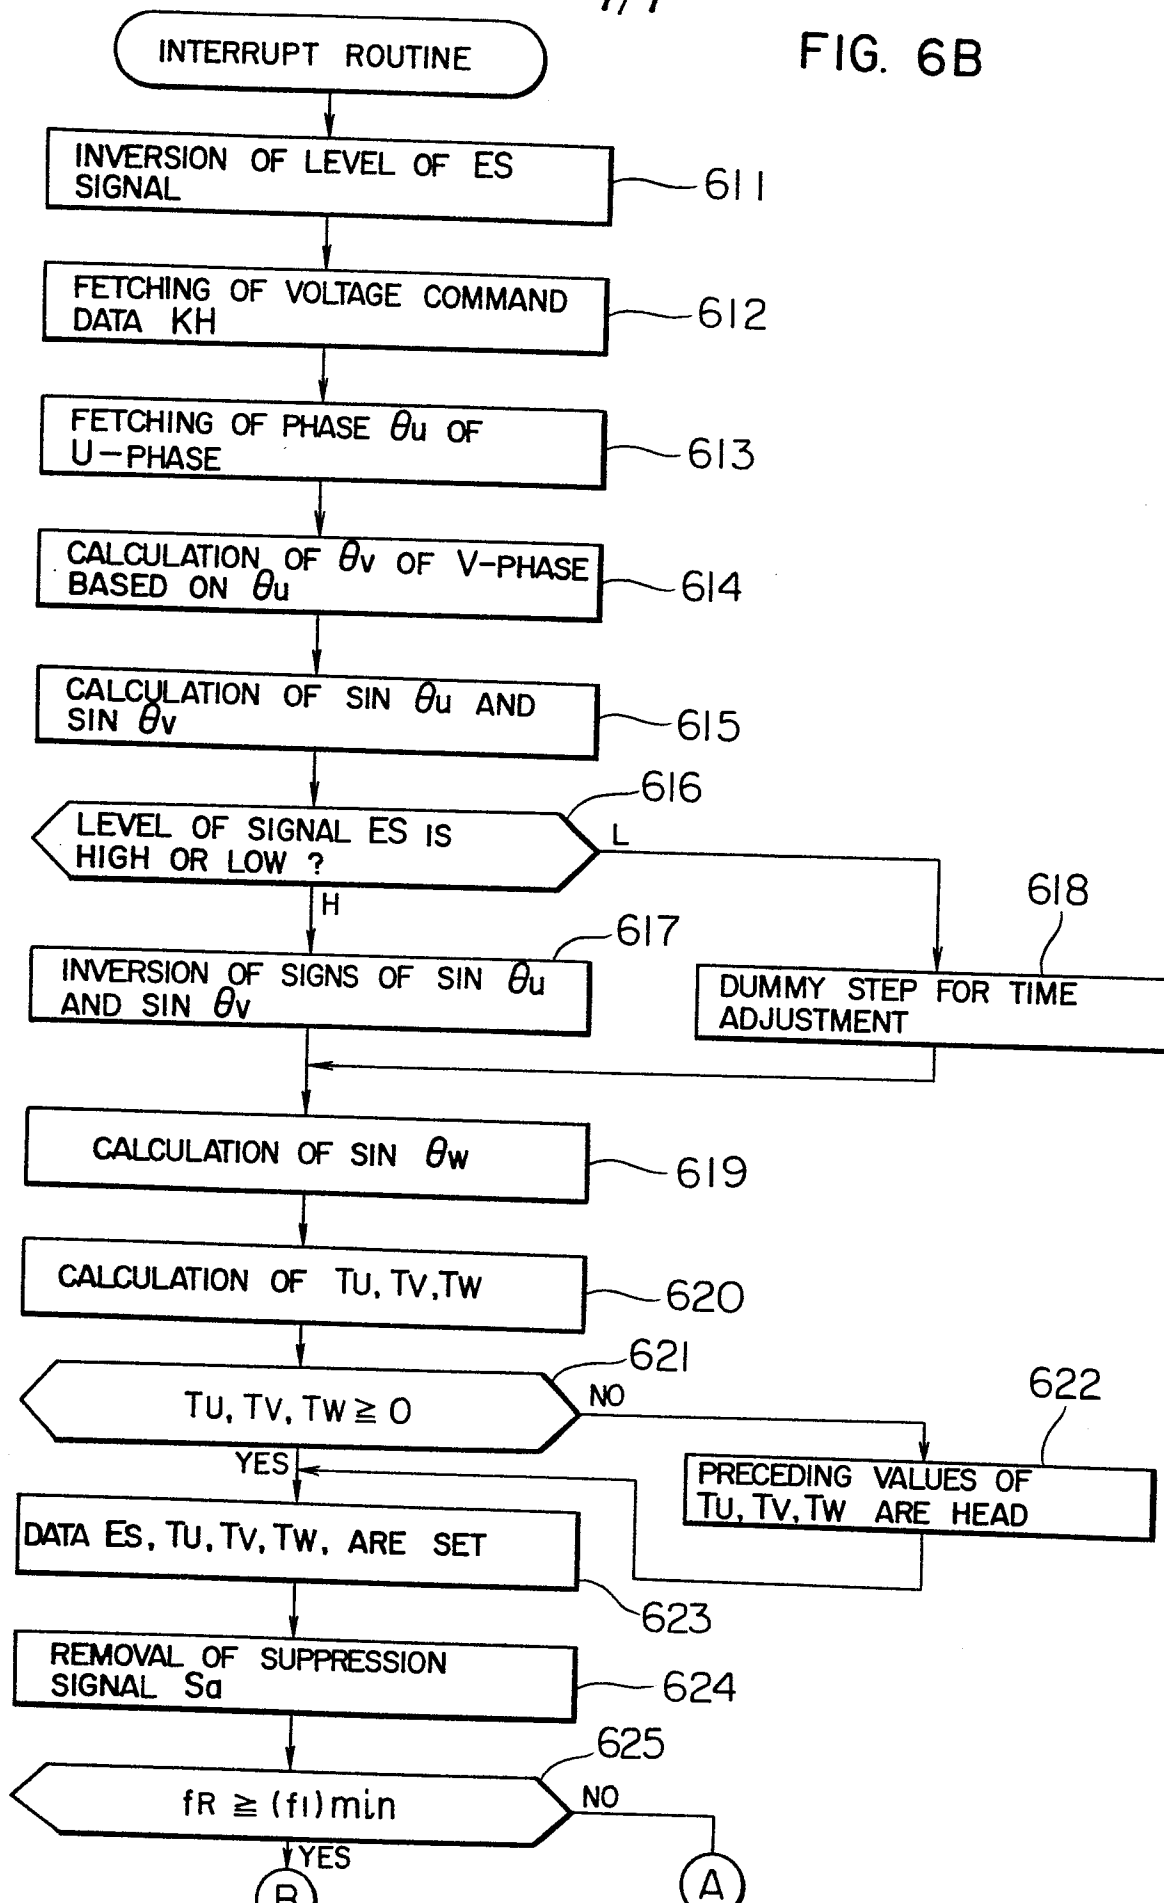 7/7
FIG. 6B
INTERRUPT ROUTINE
INVERSION OF LEVEL OF ES
SIGNAL
611
FETCHING OF VOLTAGE COMMAND
DATA KH
612
FETCHING OF PHASE θu OF
U-PHASE
613
CALCULATION OF θv OF V-PHASE
BASED ON θu
614
CALCULATION OF SIN θu AND
SIN θv
615
616
LEVEL OF SIGNAL ES IS
HIGH OR LOW ?
L
H
618
617
INVERSION OF SIGNS OF SIN θu
AND SIN θv
DUMMY STEP FOR TIME
ADJUSTMENT
CALCULATION OF SIN θw
619
CALCULATION OF TU, TV, TW
620
621
TU, TV, TW ≧ 0
NO
622
YES
PRECEDING VALUES OF
TU, TV, TW ARE HEAD
DATA ES, TU, TV, TW, ARE SET
623
REMOVAL OF SUPPRESSION
SIGNAL Sa
624
625
fR ≧ (fI)min
NO
YES
B
A